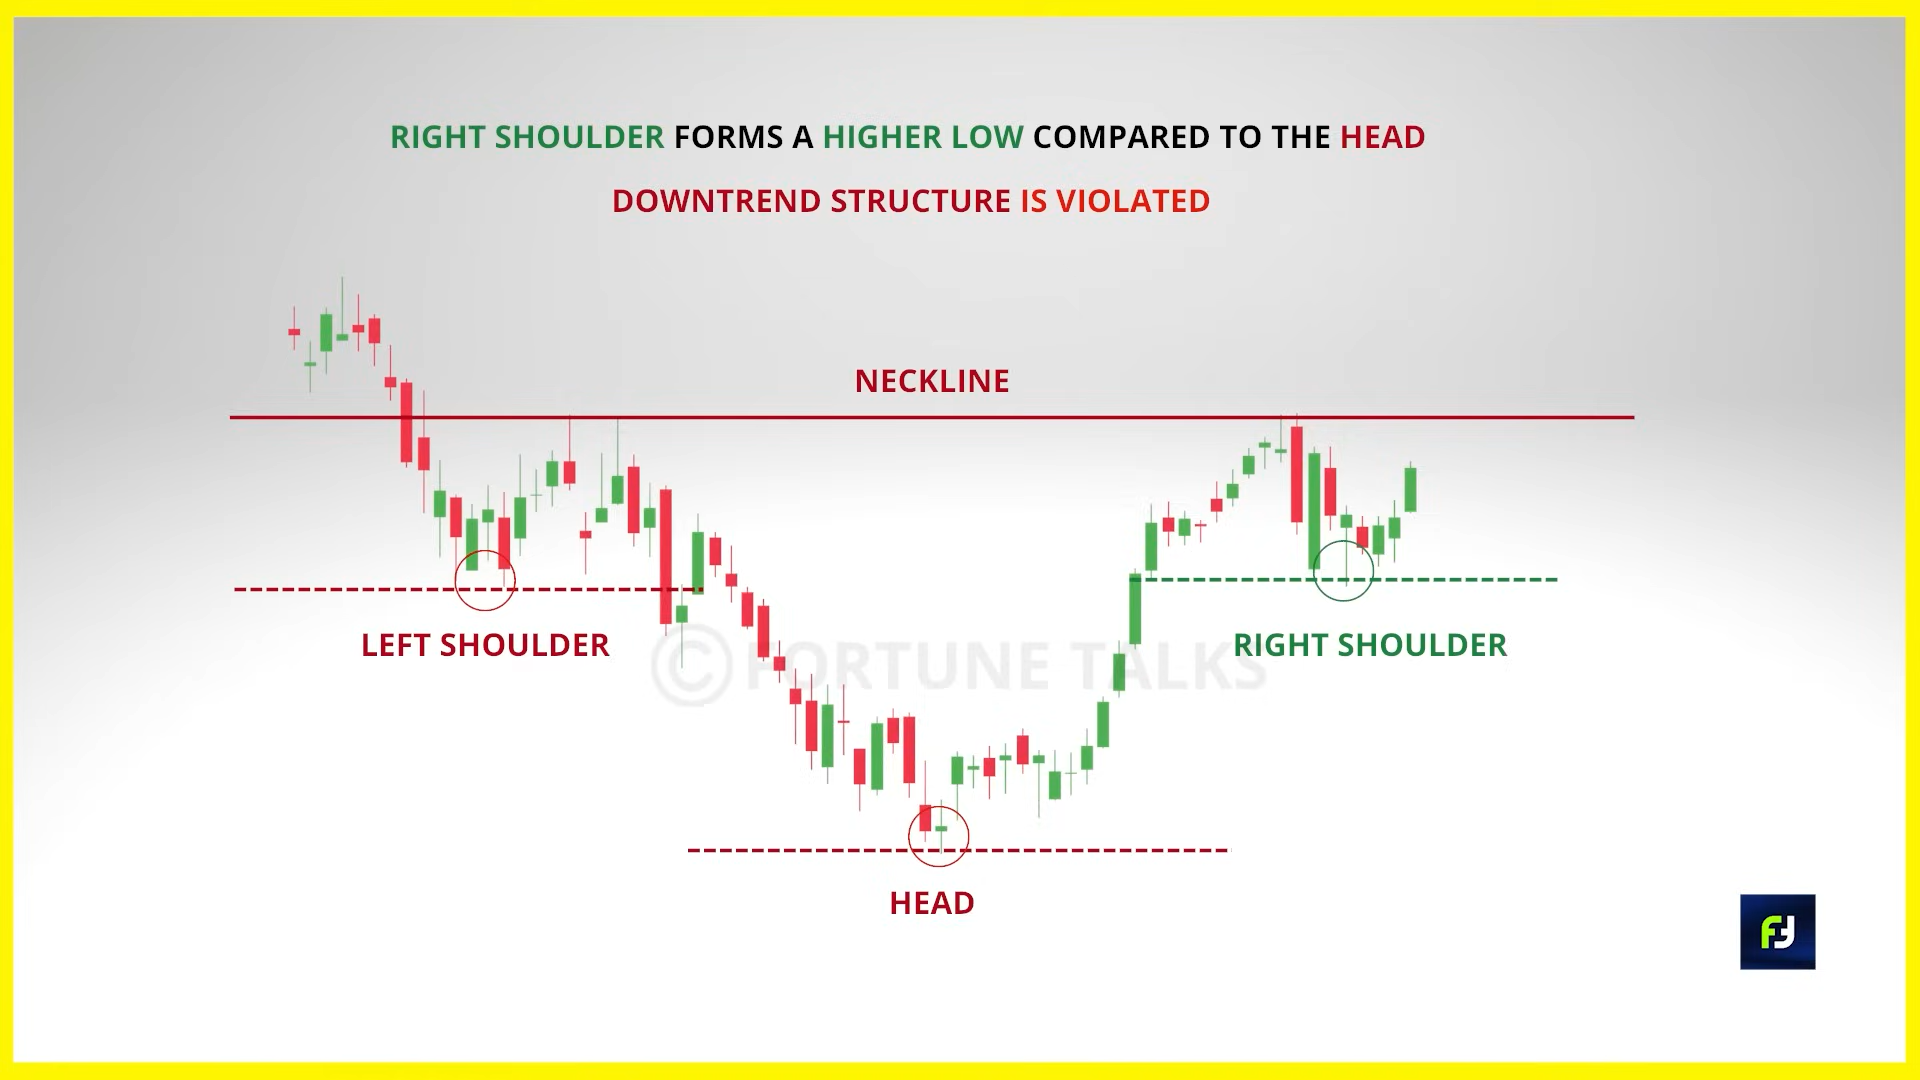 RIGHT SHOULDER FORMS A HIGHER LOW COMPARED TO THE HEAD
DOWNTREND STRUCTURE IS VIOLATED
NECKLINE
LEFT SHOULDER
RIGHT SHOULDER
© FORTUNE TALKS
HEAD